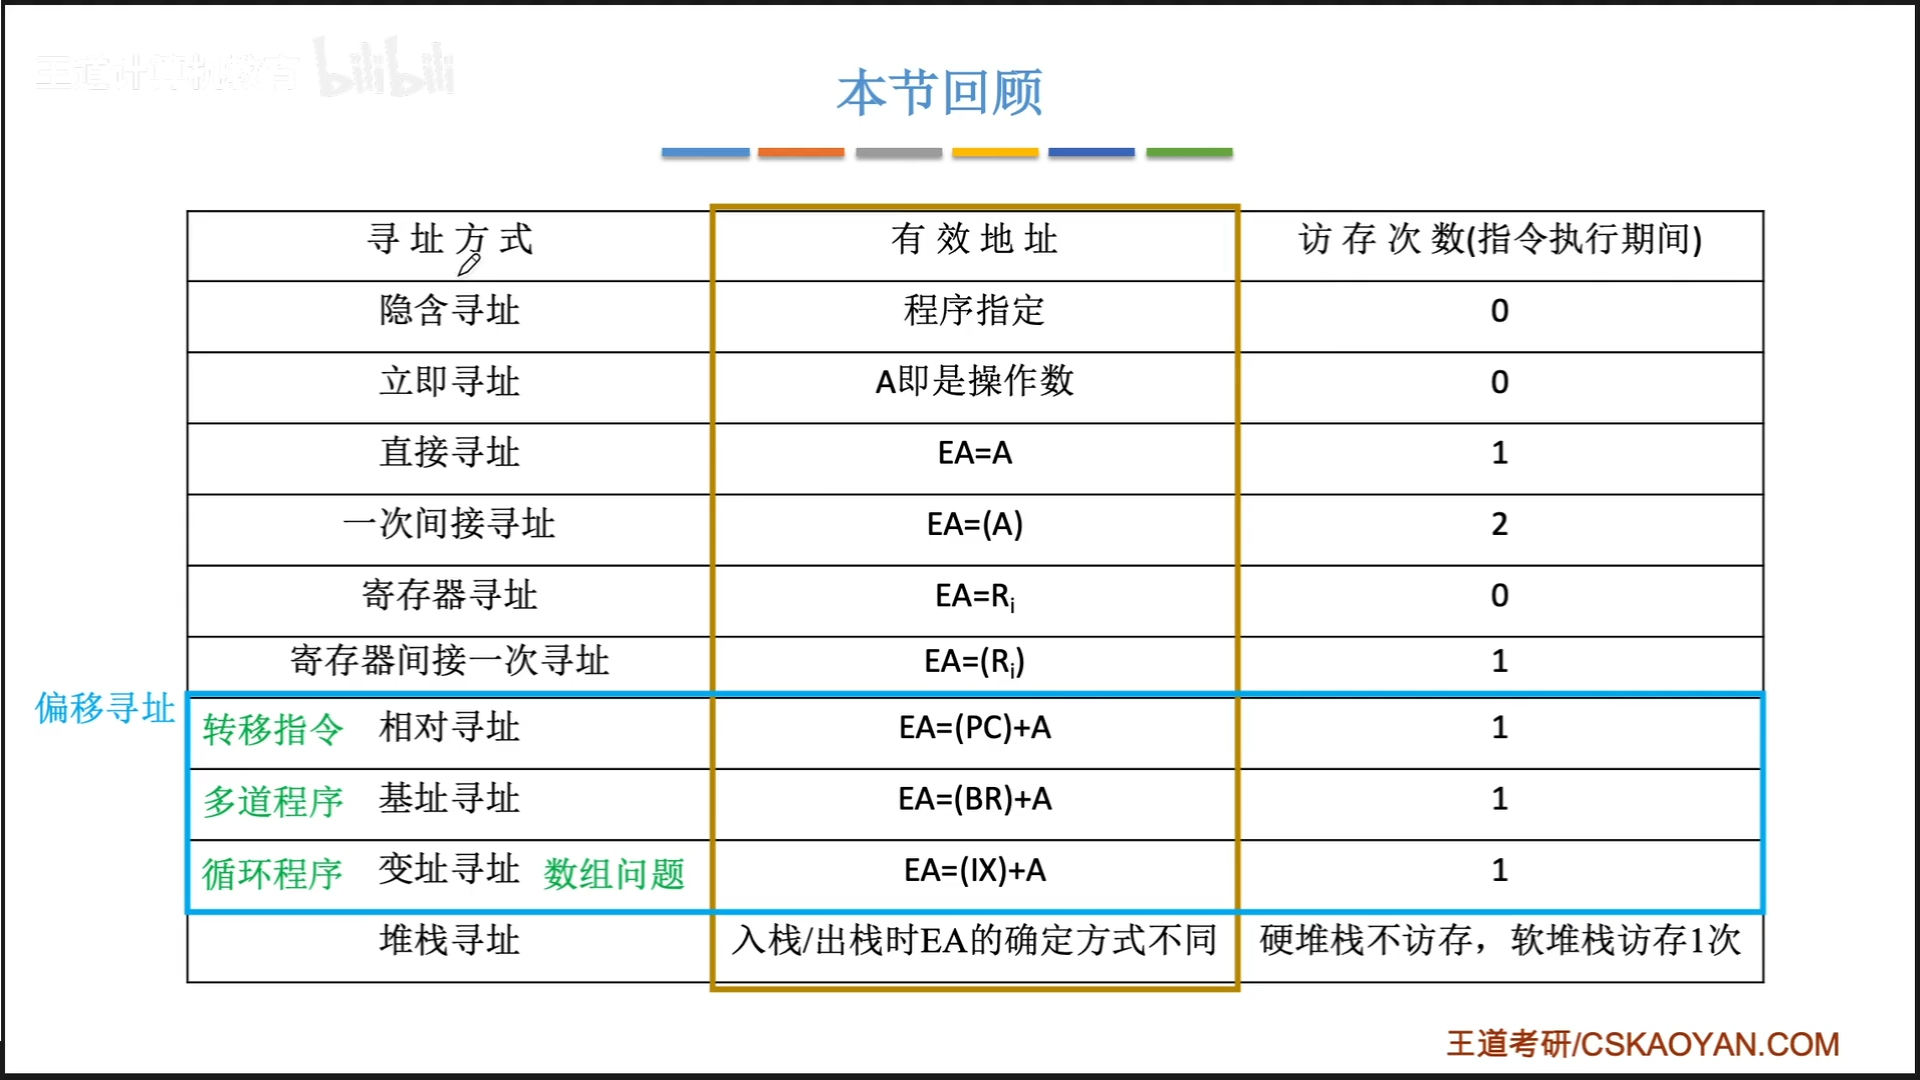 王道计算机教育 bilibili
本节回顾
寻址方式 有效地址 访存次数(指令执行期间)
隐含寻址 程序指定 0
立即寻址 A即是操作数 0
直接寻址 EA=A 1
一次间接寻址 EA=(A) 2
寄存器寻址 EA=Rᵢ 0
寄存器间接一次寻址 EA=(Rᵢ) 1
偏移寻址
转移指令 相对寻址 EA=(PC)+A 1
多道程序 基址寻址 EA=(BR)+A 1
循环程序 变址寻址 数组问题 EA=(IX)+A 1
堆栈寻址 入栈/出栈时EA的确定方式不同 硬堆栈不访存，软堆栈访存1次
王道考研/CSKAOYAN.COM